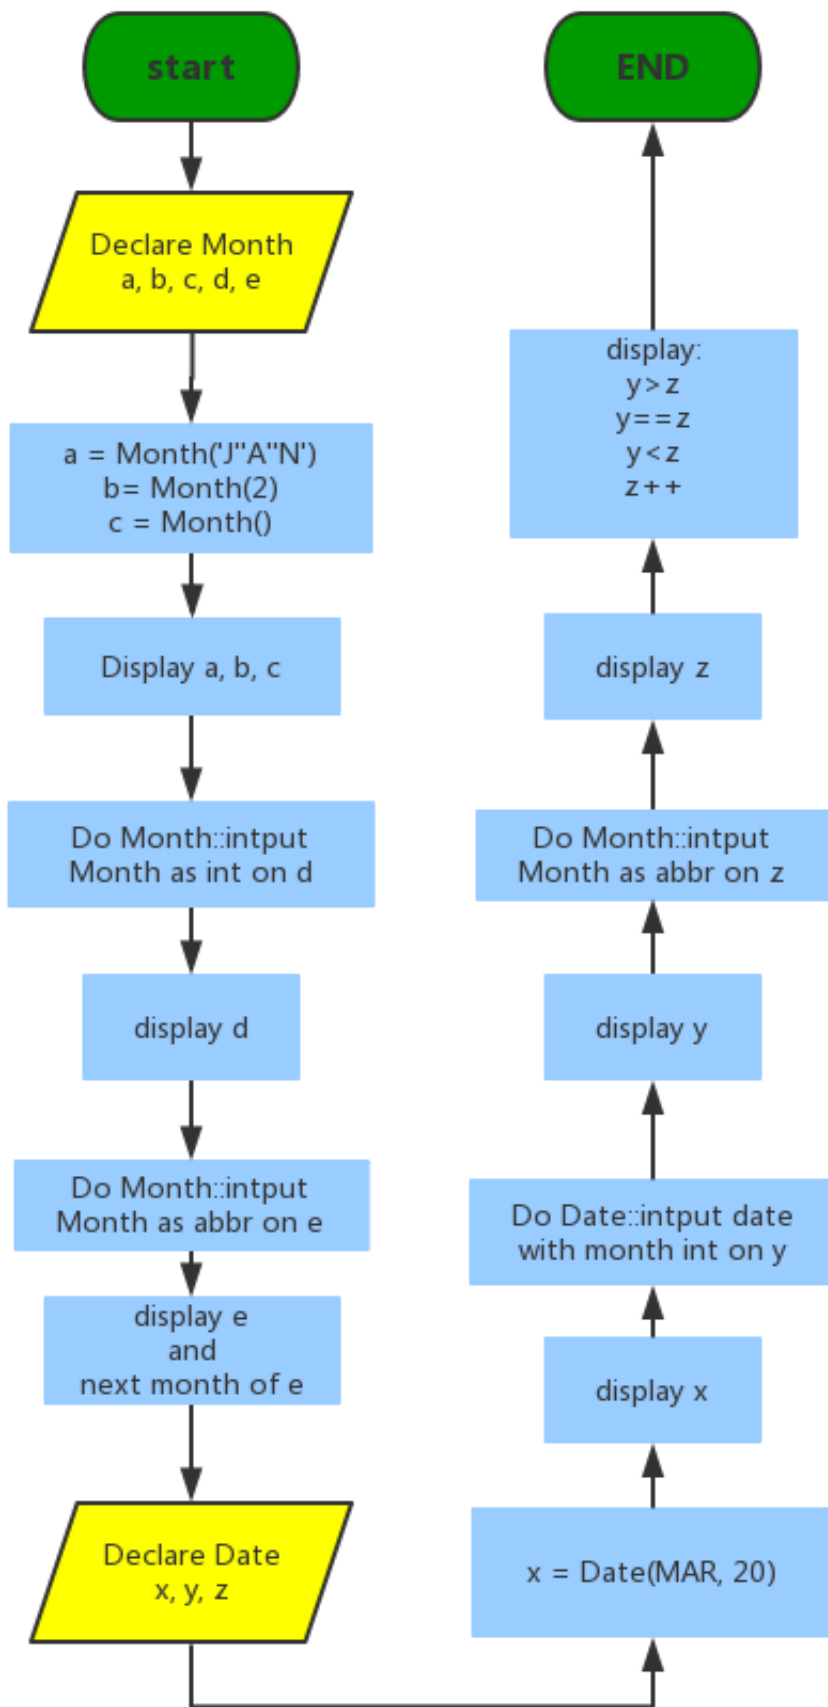 start
Declare Month
a, b, c, d, e
a = Month('J''A''N')
b= Month(2)
c = Month()
Display a, b, c
Do Month::intput
Month as int on d
display d
Do Month::intput
Month as abbr on e
display e
and
next month of e
Declare Date
x, y, z
x = Date(MAR, 20)
display x
Do Date::intput date
with month int on y
display y
Do Month::intput
Month as abbr on z
display z
display:
y>z
y==z
y<z
z++
END